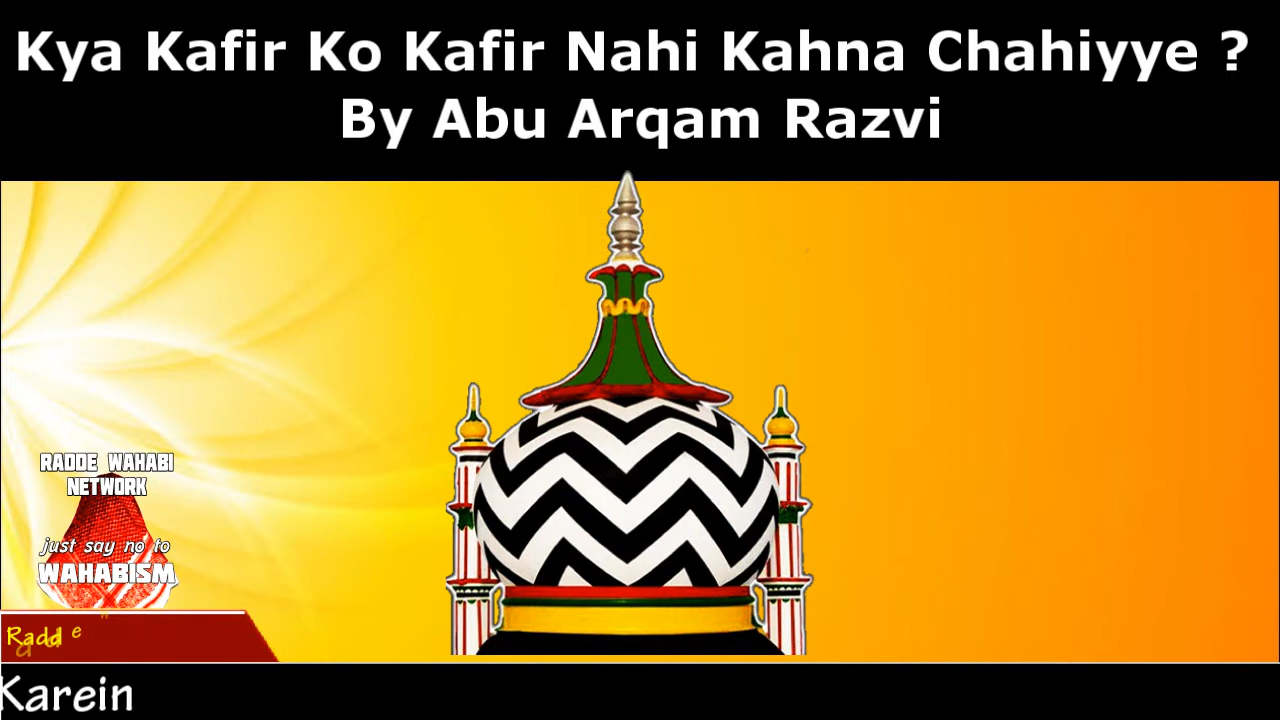 Kya Kafir Ko Kafir Nahi Kahna Chahiyye ?
By Abu Arqam Razvi
RADDE WAHABI
NETWORK
just say no to
WAHABISM
Karein